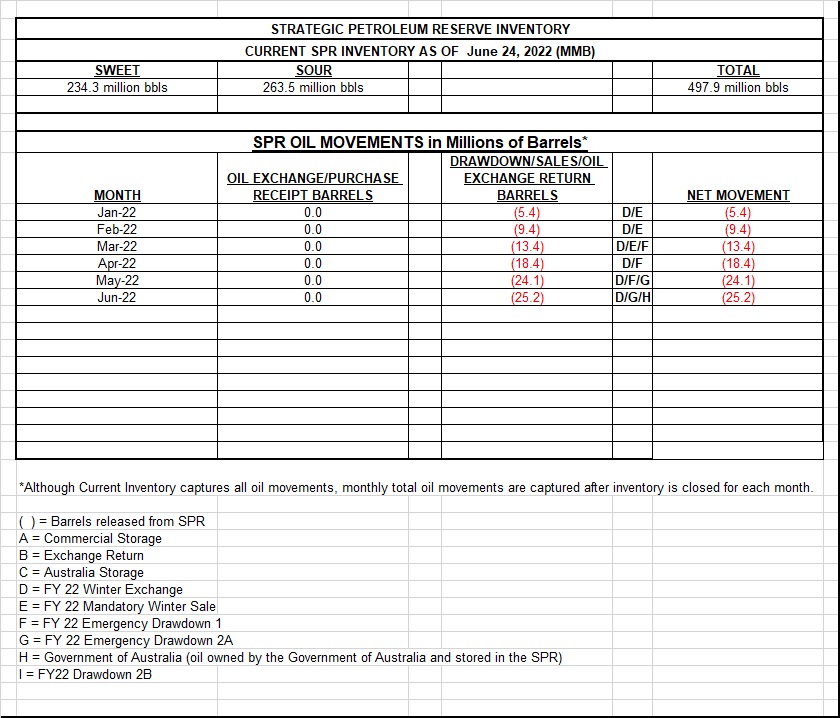 STRATEGIC PETROLEUM RESERVE INVENTORY
CURRENT SPR INVENTORY AS OF June 24, 2022 (MMB)
SWEET SOUR TOTAL
234.3 million bbls 263.5 million bbls 497.9 million bbls
SPR OIL MOVEMENTS in Millions of Barrels*
MONTH OIL EXCHANGE/PURCHASE RECEIPT BARRELS DRAWDOWN/SALES/OIL EXCHANGE RETURN BARRELS NET MOVEMENT
Jan-22 0.0 (5.4) D/E (5.4)
Feb-22 0.0 (9.4) D/E (9.4)
Mar-22 0.0 (13.4) D/E/F (13.4)
Apr-22 0.0 (18.4) D/F (18.4)
May-22 0.0 (24.1) D/F/G (24.1)
Jun-22 0.0 (25.2) D/G/H (25.2)
*Although Current Inventory captures all oil movements, monthly total oil movements are captured after inventory is closed for each month.
( ) = Barrels released from SPR
A = Commercial Storage
B = Exchange Return
C = Australia Storage
D = FY 22 Winter Exchange
E = FY 22 Mandatory Winter Sale
F = FY 22 Emergency Drawdown 1
G = FY 22 Emergency Drawdown 2A
H = Government of Australia (oil owned by the Government of Australia and stored in the SPR)
I = FY22 Drawdown 2B